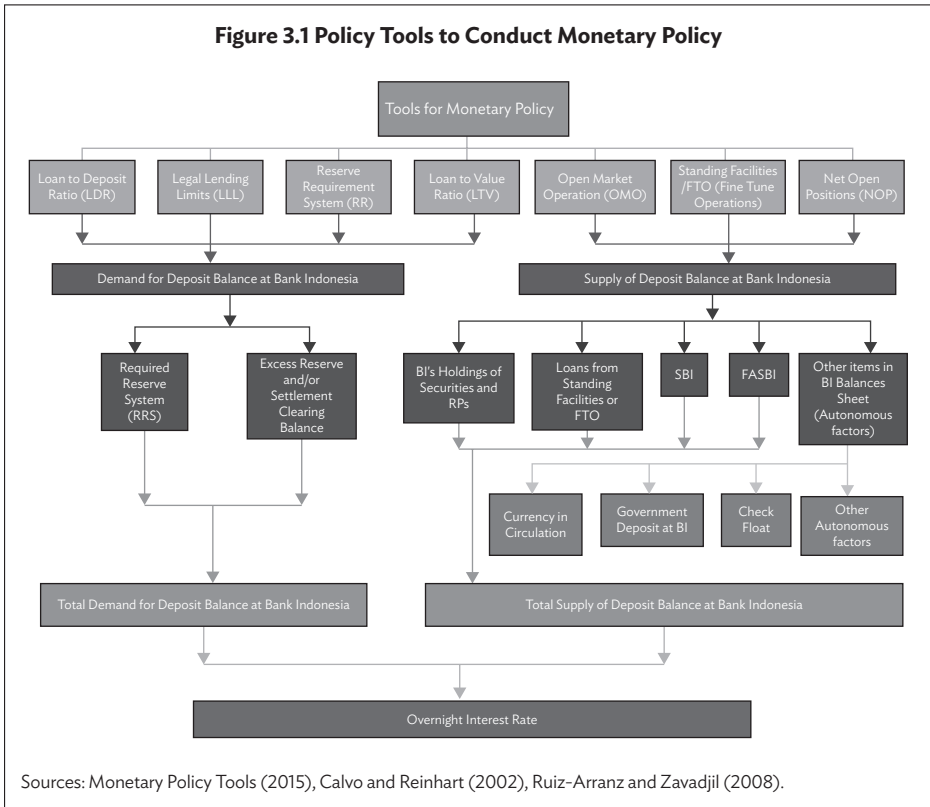 Figure 3.1 Policy Tools to Conduct Monetary Policy
Tools for Monetary Policy
Loan to Deposit
Ratio (LDR)
Legal Lending
Limits (LLL)
Reserve
Requirement
System (RR)
Loan to Value
Ratio (LTV)
Open Market
Operation (OMO)
Standing Facilities
/FTO (Fine Tune
Operations)
Net Open
Positions (NOP)
Demand for Deposit Balance at Bank Indonesia
Supply of Deposit Balance at Bank Indonesia
Required
Reserve
System
(RRS)
Excess Reserve
and/or
Settlement
Clearing
Balance
BI's Holdings of
Securities and
RPs
Loans from
Standing
Facilities or
FTO
SBI
FASBI
Other items in
BI Balances
Sheet
(Autonomous
factors)
Currency in
Circulation
Government
Deposit at BI
Check
Float
Other
Autonomous
factors
Total Demand for Deposit Balance at Bank Indonesia
Total Supply of Deposit Balance at Bank Indonesia
Overnight Interest Rate
Sources: Monetary Policy Tools (2015), Calvo and Reinhart (2002), Ruiz-Arranz and Zavadjil (2008).